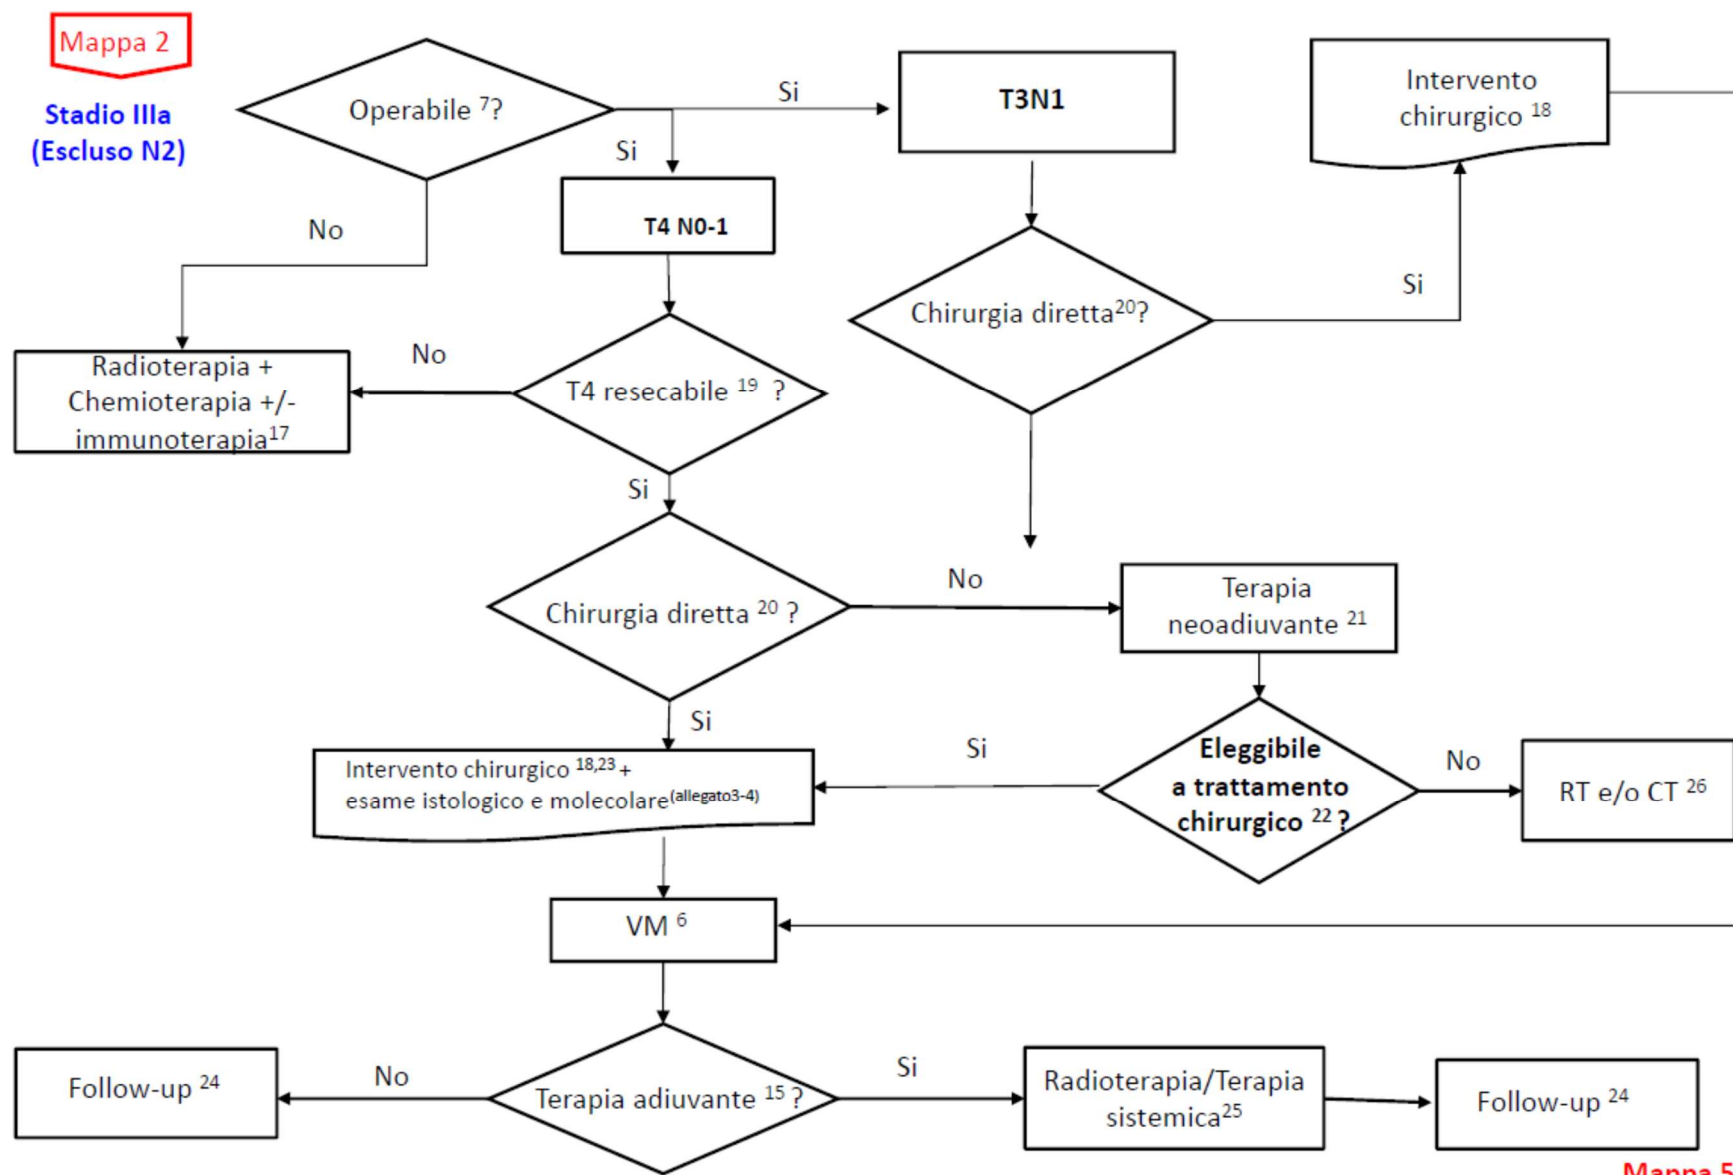 Mappa 2
Stadio IIIa
(Escluso N2)
Operabile 7?
Si
T3N1
Intervento
chirurgico 18
Si
T4 N0-1
No
Chirurgia diretta20?
Si
Radioterapia +
Chemioterapia +/-
immunoterapia17
No
T4 resecabile 19 ?
Si
Chirurgia diretta 20 ?
No
Terapia
neoadiuvante 21
Si
Intervento chirurgico 18,23 +
esame istologico e molecolare(allegato3-4)
Si
Eleggibile
a trattamento
chirurgico 22 ?
No
RT e/o CT 26
VM 6
Follow-up 24
No
Terapia adiuvante 15 ?
Si
Radioterapia/Terapia
sistemica25
Follow-up 24
Mappa 5